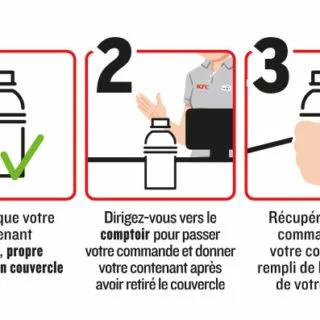 2
3
KFC
que votre
enant
, propre
n couvercle
Dirigez-vous vers le
comptoir pour passer
votre commande et donner
votre contenant après
avoir retiré le couvercle
Récupér
comma
votre co
rempli de l
de votr